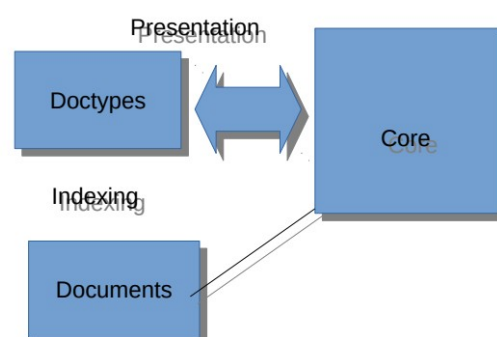 Presentation
Doctypes
Core
Indexing
Documents